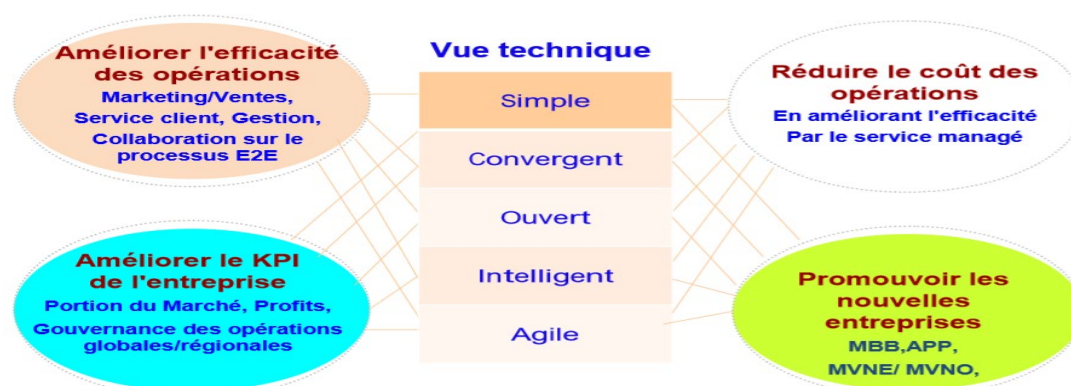 Améliorer l'efficacité
des opérations
Marketing/Ventes,
Service client, Gestion,
Collaboration sur le
processus E2E
Améliorer le KPI
de l'entreprise
Portion du Marché, Profits,
Gouvernance des opérations
globales/régionales
Vue technique
Simple
Convergent
Ouvert
Intelligent
Agile
Réduire le coût des
opérations
En améliorant l'efficacité
Par le service managé
Promouvoir les
nouvelles
entreprises
MBB,APP,
MVNE/ MVNO,